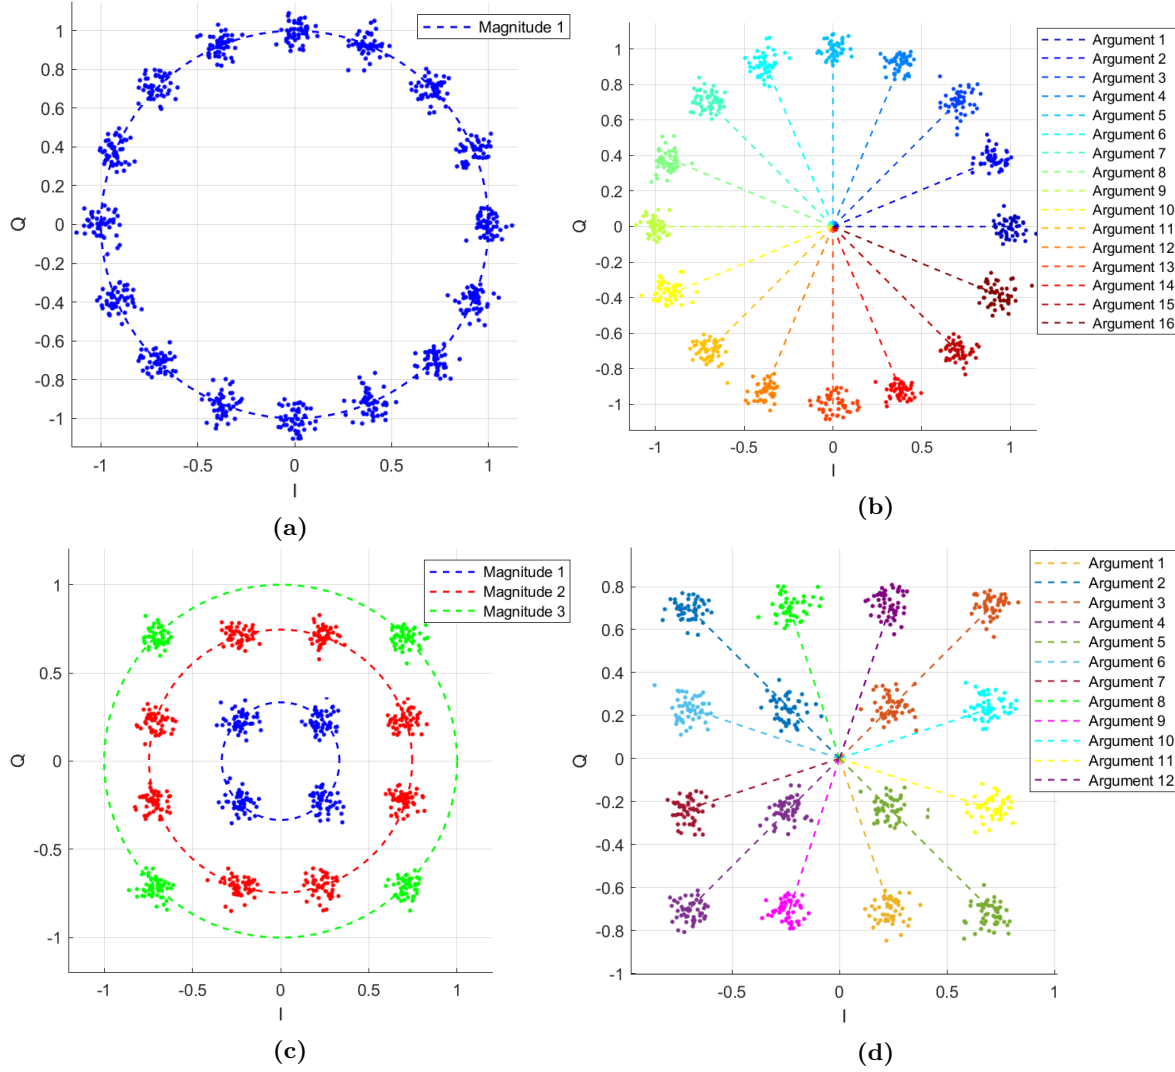 Magnitude 1
1
0.8
0.6
0.4
0.2
0
-0.2
-0.4
-0.6
-0.8
-1
Q
-1 -0.5 0 0.5 1
I
(a)
Argument 1
Argument 2
Argument 3
Argument 4
Argument 5
Argument 6
Argument 7
Argument 8
Argument 9
Argument 10
Argument 11
Argument 12
Argument 13
Argument 14
Argument 15
Argument 16
1
0.8
0.6
0.4
0.2
0
-0.2
-0.4
-0.6
-0.8
-1
Q
-1 -0.5 0 0.5 1
I
(b)
Magnitude 1
Magnitude 2
Magnitude 3
1
0.5
0
-0.5
-1
Q
-1 -0.5 0 0.5 1
I
(c)
Argument 1
Argument 2
Argument 3
Argument 4
Argument 5
Argument 6
Argument 7
Argument 8
Argument 9
Argument 10
Argument 11
Argument 12
0.8
0.6
0.4
0.2
0
-0.2
-0.4
-0.6
-0.8
-1
Q
-0.5 0 0.5 1
I
(d)